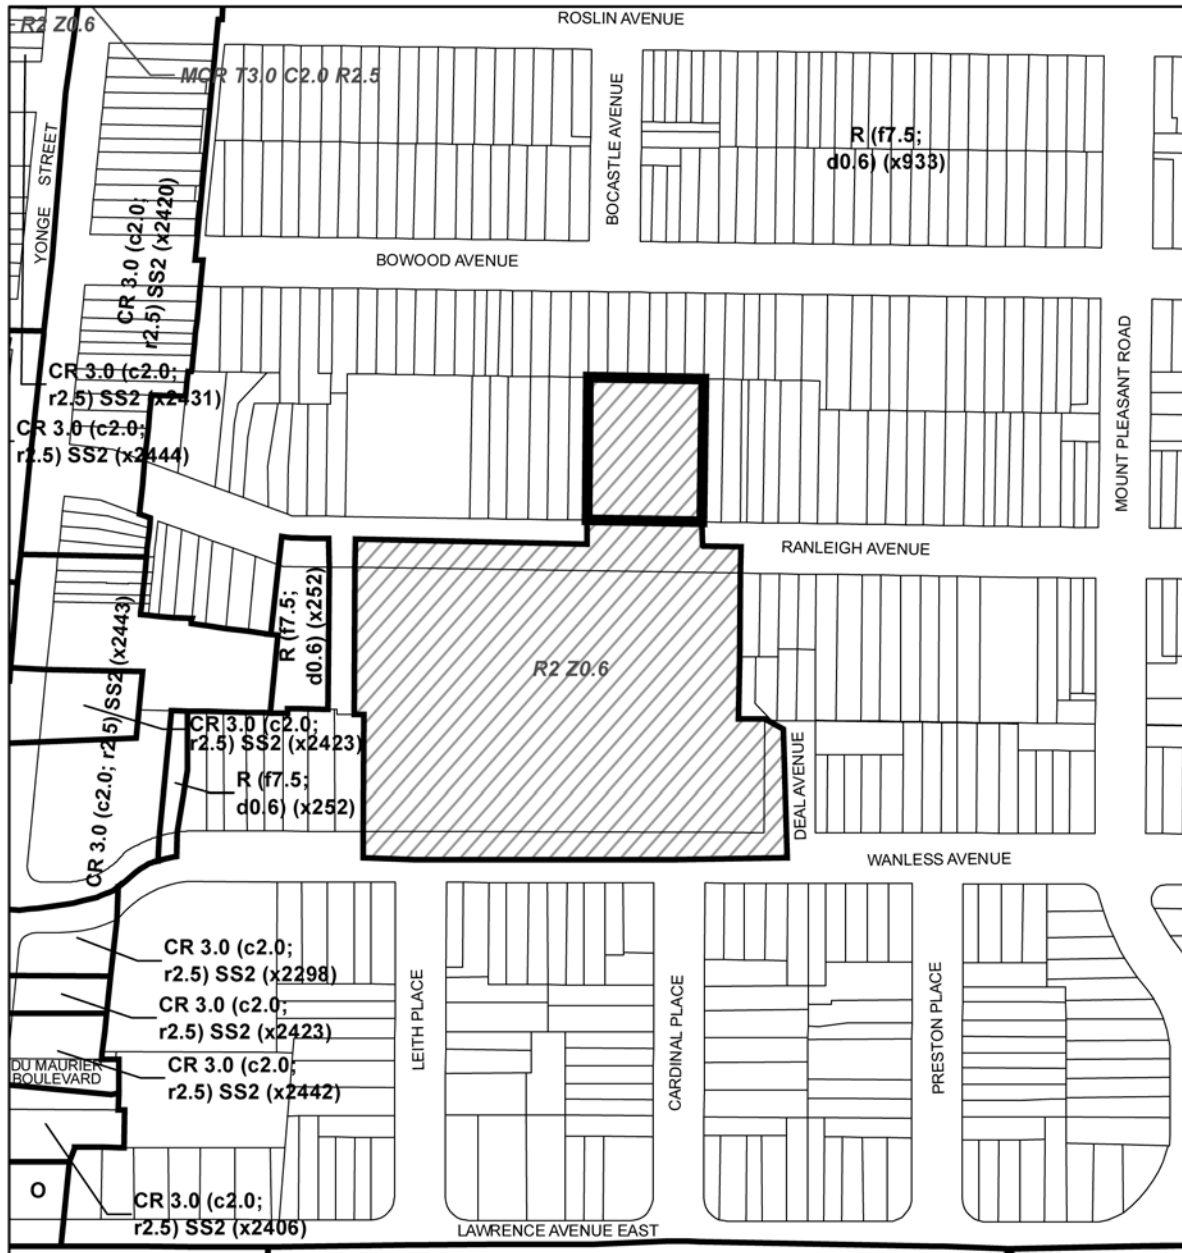 ROSLIN AVENUE
R2 Z0.6
MCR T3.0 C2.0 R2.5
YONGE STREET
BOCASTLE AVENUE
R (f7.5;
d0.6) (x933)
CR 3.0 (c2.0;
r2.5) SS2 (x2420)
BOWOOD AVENUE
MOUNT PLEASANT ROAD
CR 3.0 (c2.0;
r2.5) SS2 (x2431)
CR 3.0 (c2.0;
r2.5) SS2 (x2444)
RANLEIGH AVENUE
R (f7.5;
d0.6) (x252)
R2 Z0.6
CR 3.0 (c2.0; r2.5) SS2 (x2443)
CR 3.0 (c2.0;
r2.5) SS2 (x2423)
R (f7.5;
d0.6) (x252)
DEAL AVENUE
WANLESS AVENUE
CR 3.0 (c2.0;
r2.5) SS2 (x2298)
CR 3.0 (c2.0;
r2.5) SS2 (x2423)
LEITH PLACE
CARDINAL PLACE
PRESTON PLACE
DU MAURIER
BOULEVARD
CR 3.0 (c2.0;
r2.5) SS2 (x2442)
O
CR 3.0 (c2.0;
r2.5) SS2 (x2406)
LAWRENCE AVENUE EAST